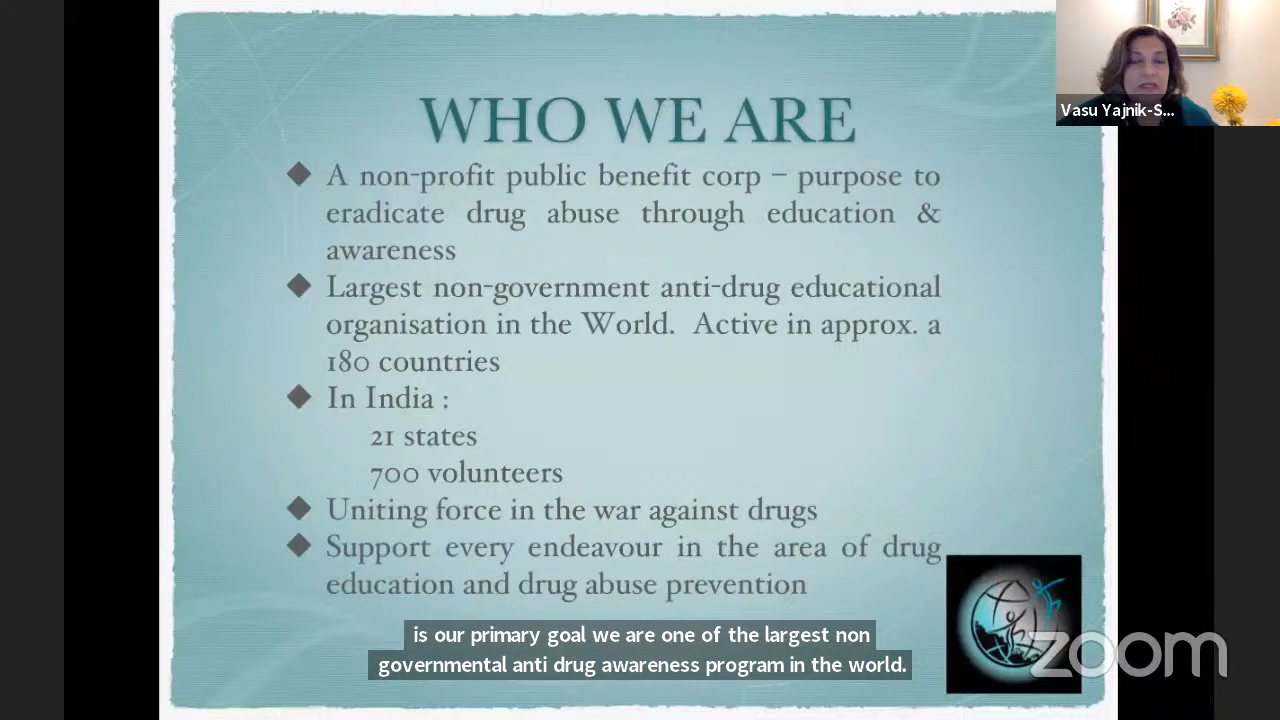 WHO WE ARE
Vasu Yajnik-S...
◆ A non-profit public benefit corp – purpose to
eradicate drug abuse through education &
awareness
◆ Largest non-government anti-drug educational
organisation in the World. Active in approx. a
180 countries
◆ In India :
21 states
700 volunteers
◆ Uniting force in the war against drugs
◆ Support every endeavour in the area of drug
education and drug abuse prevention
is our primary goal we are one of the largest non
governmental anti drug awareness program in the world.
zoom